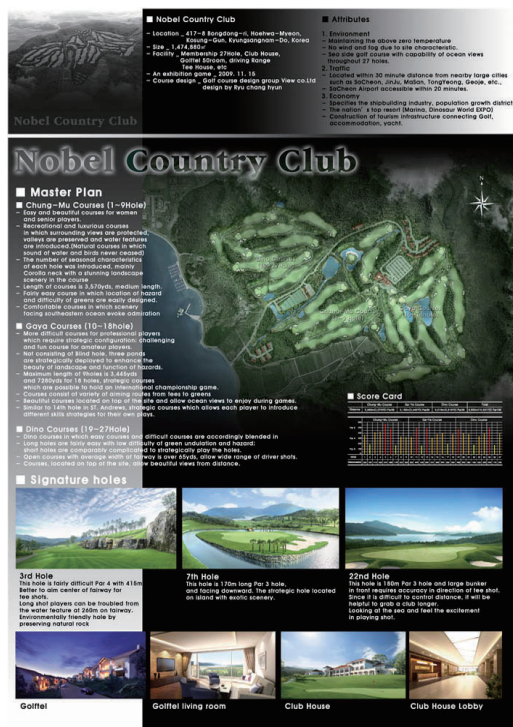 ■ Nobel Country Club
– Location _ 417-8 Bongdong-ri, Hoehwa-Myeon,
Kosung-Gun, Kyungsangnam-Do, Korea
– Size _ 1,474,880㎡
– Facility _ Membership 27Hole, Club House,
Golftel 50room, driving Range
Tee House, etc
– An exhibition game _ 2009. 11. 15
– Course design _ Golf course design group View co.Ltd
design by Ryu chang hyun
■ Attributes
1. Environment
– Maintaining the above zero temperature
– No wind and fog due to site characteristic.
– Sea side golf course with capability of ocean views
throughout 27 holes.
2. Traffic
– Located within 30 minute distance from nearby large cities
such as SaCheon, JinJu, MaSan, TongYeong, Geoje, etc.,
– SaCheon Airport accessible within 20 minutes.
3. Economy
– Specifies the shipbuilding industry, population growth district
– The nation's top resort (Marina, Dinosaur World EXPO)
– Construction of tourism infrastructure connecting Golf,
accommodation, yacht.
Nobel Country Club
Nobel Country Club
■ Master Plan
■ Chung-Mu Courses (1~9Hole)
– Easy and beautiful courses for women
and senior players.
– Recreational and luxurious courses
in which surrounding views are protected,
valleys are preserved and water features
are introduced.(Natural courses in which
sound of water and birds never ceased)
– The number of seasonal characteristics
of each hole was introduced, mainly
Corolla neck with a stunning landscape
scenery in the course
– Length of courses is 3,570yds, medium length.
– Fairly easy course in which location of hazard
and difficulty of greens are easily designed.
– Comfortable courses in which scenery
facing southeastern ocean evoke admiration
■ Gaya Courses (10~18hole)
– More difficult courses for professional players
which require strategic configuration; challenging
and fun course for amateur players.
– Not consisting of Blind hole, three ponds
are strategically deployed to enhance the
beauty of landscape and function of hazards.
– Maximum length of 9holes is 3,445yds
and 7280yds for 18 holes, strategic courses
which are possible to hold an international championship game.
– Courses consist of variety of aiming routes from tees to greens
– Beautiful courses located on top of the site and allow ocean views to enjoy during games.
– Similar to 14th hole in ST. Andrews, strategic courses which allows each player to introduce
different skills strategies for their own plays.
■ Dino Courses (19~27Hole)
– Dino courses in which easy courses and difficult courses are accordingly blended in
– Long holes are fairly easy with low difficulty of green undulation and hazard;
short holes are comparably complicated to strategically play the holes.
– Open courses with average width of fairway is over 65yds, allow wide range of driver shots.
– Courses, located on top of the site, allow beautiful views from distance.
N
■ Score Card
■ Signature holes
3rd Hole
This hole is fairly difficult Par 4 with 416m
Better to aim center of fairway for
tee shots.
Long shot players can be troubled from
the water feature at 260m on fairway.
Environmentally friendly hole by
preserving natural rock
7th Hole
This hole is 170m long Par 3 hole,
and facing downward. The strategic hole located
on island with exotic scenery.
22nd Hole
This hole is 180m Par 3 hole and large bunker
in front requires accuracy in direction of tee shot.
Since it is difficult to control distance, it will be
helpful to grab a club longer.
Looking at the sea and feel the excitement
in playing shot.
Golftel
Golftel living room
Club House
Club House Lobby